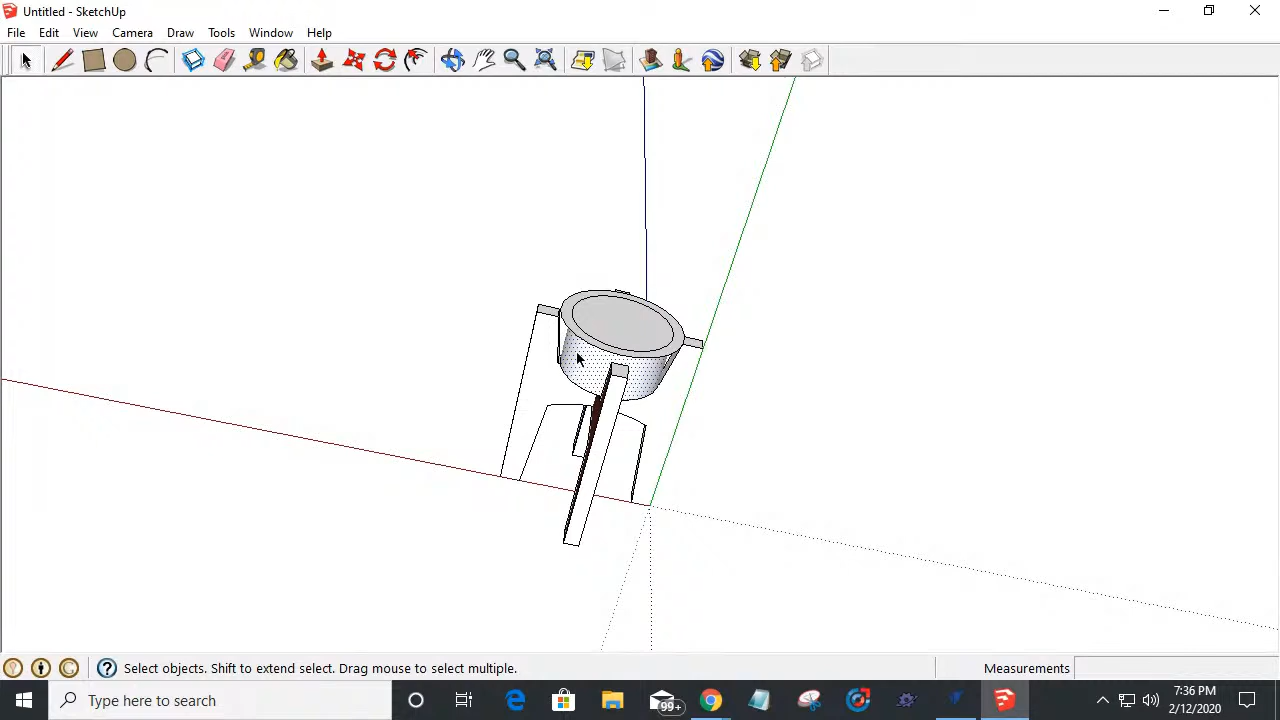 Untitled - SketchUp
File Edit View Camera Draw Tools Window Help
Select objects. Shift to extend select. Drag mouse to select multiple.
Measurements
Type here to search
99+
7:36 PM
2/12/2020